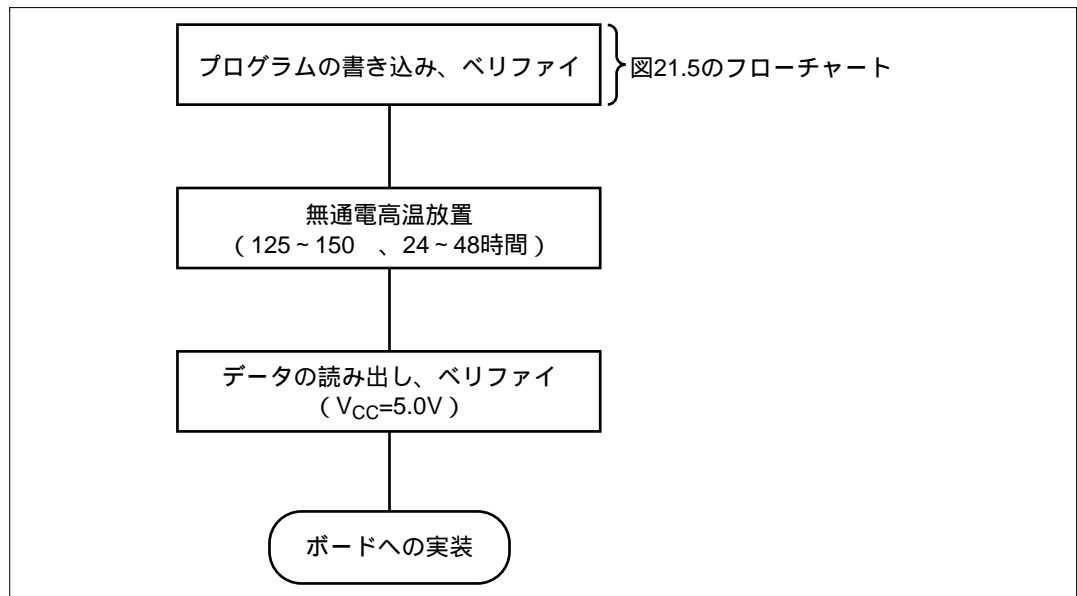 プログラムの書き込み、ベリファイ
図21.5のフローチャート
無通電高温放置
（125～150　、24～48時間）
データの読み出し、ベリファイ
（VCC=5.0V）
ボードへの実装